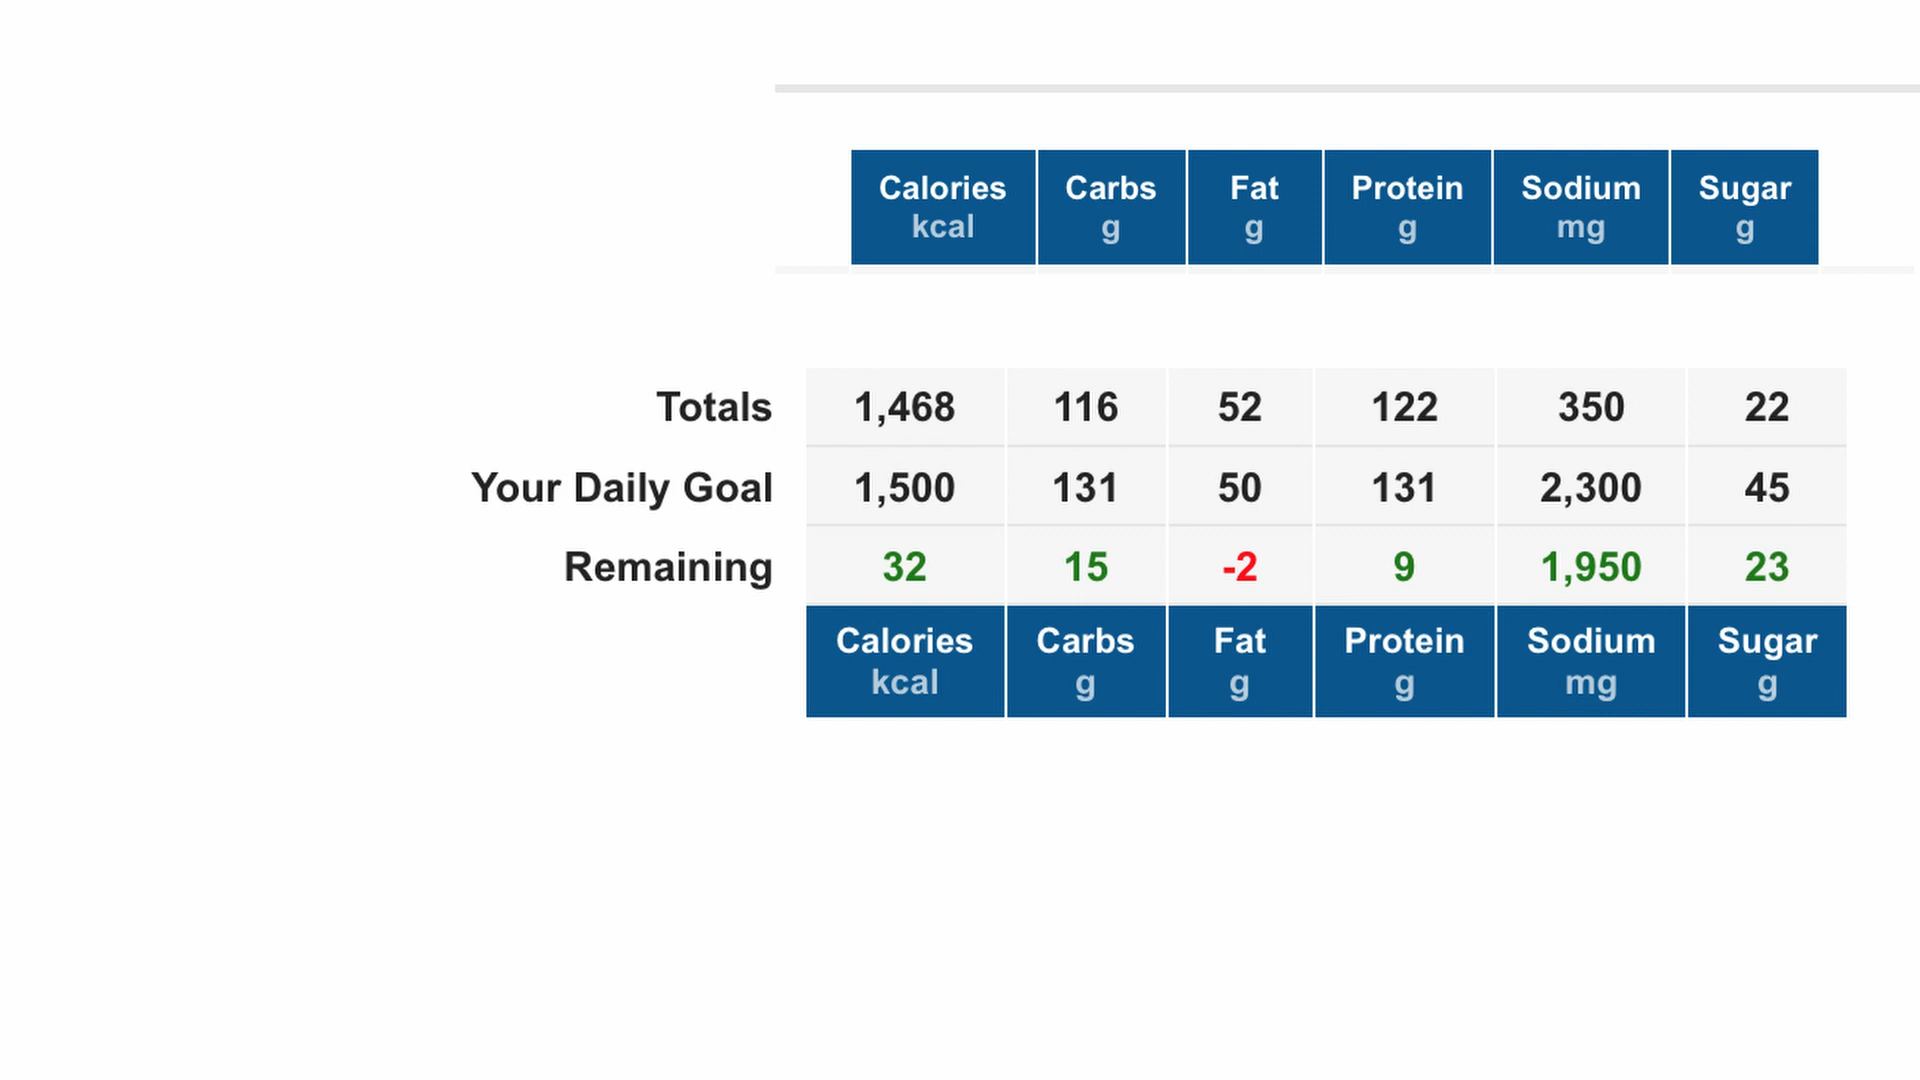 Calories Carbs Fat Protein Sodium Sugar
kcal g g g mg g
Totals 1,468 116 52 122 350 22
Your Daily Goal 1,500 131 50 131 2,300 45
Remaining 32 15 -2 9 1,950 23
Calories Carbs Fat Protein Sodium Sugar
kcal g g g mg g